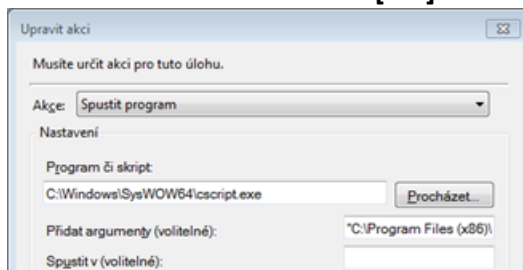 Upravit akci
Musíte určit akci pro tuto úlohu.
Akce: Spustit program
Nastavení
Program či skript:
C:\Windows\SysWOW64\cscript.exe Procházet...
Přidat argumenty (volitelné): "C:\Program Files (x86)\
Spustit v (volitelné):